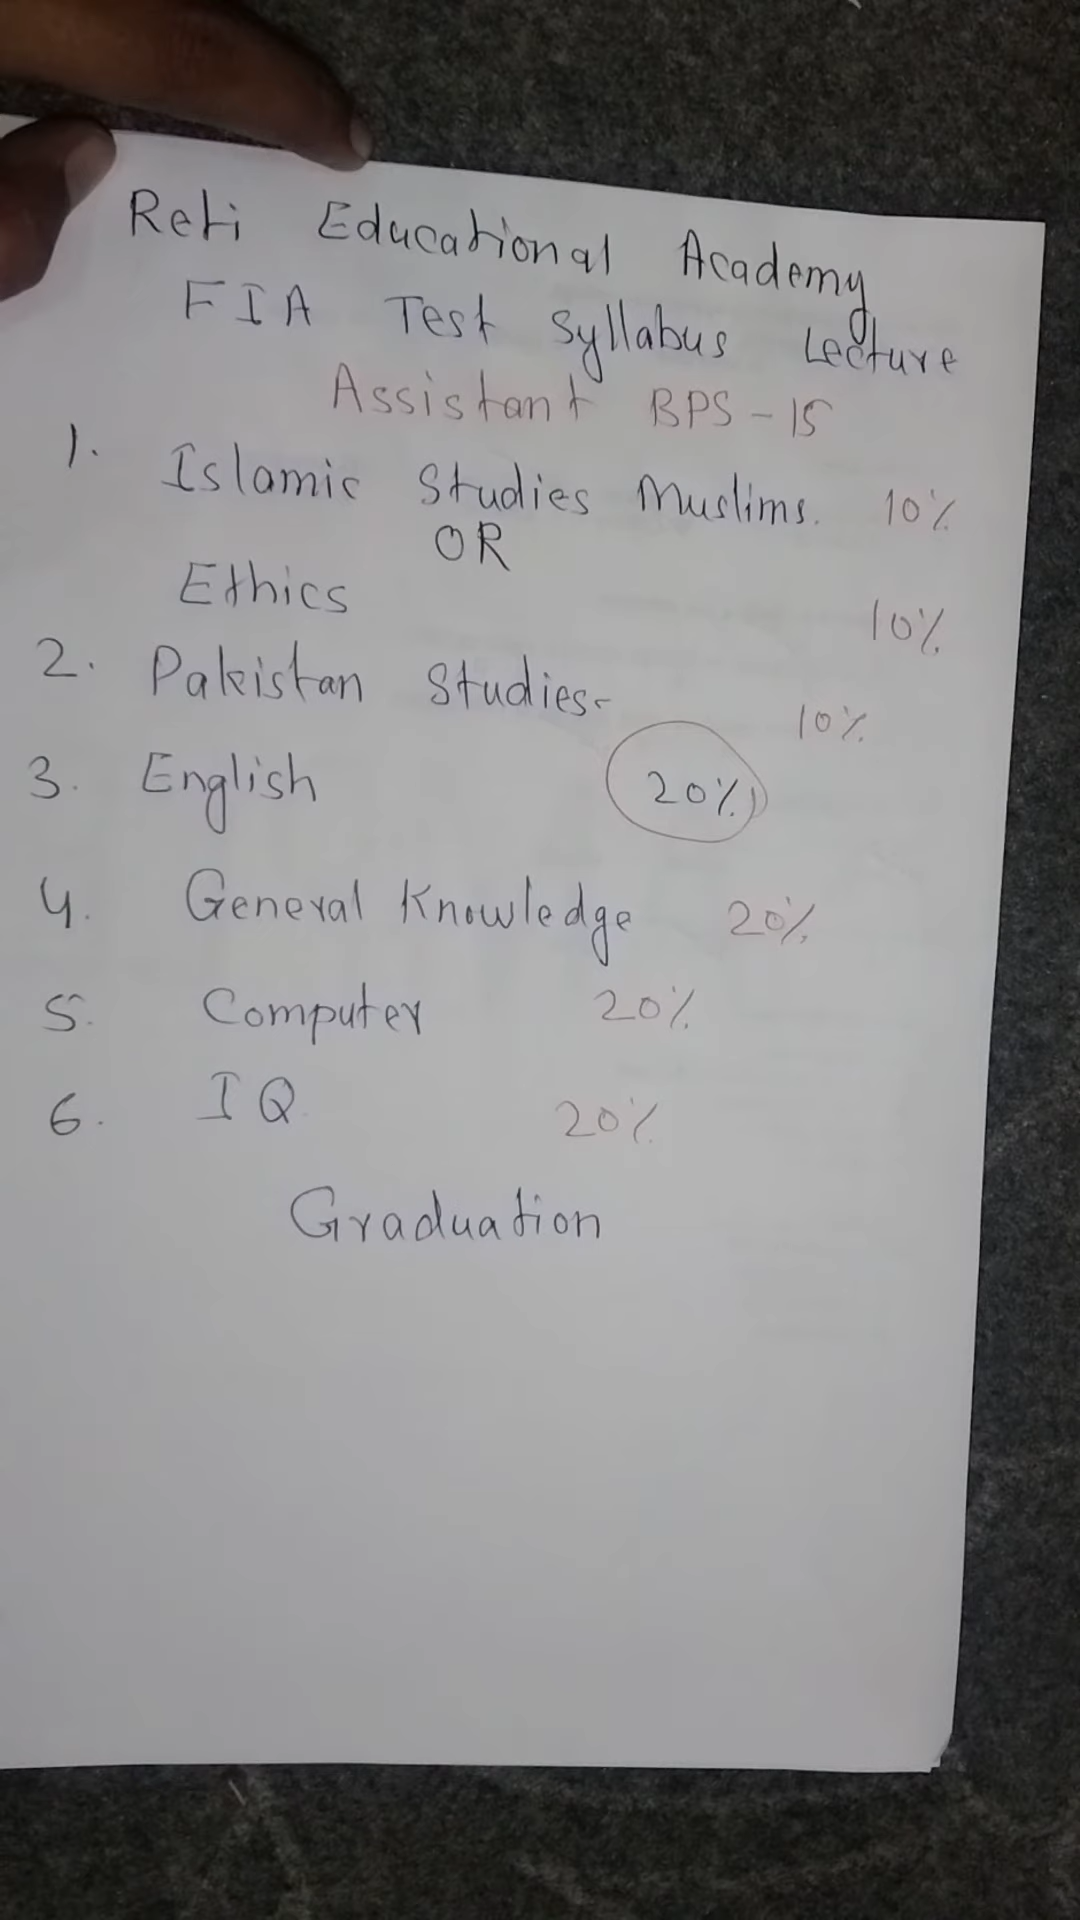 Reti Educational Academy
FIA Test Syllabus Lecture
Assistant BPS-15
1. Islamic Studies Muslims. 10%
OR
Ethics 10%
2. Pakistan Studies- 10%
3. English 20%
4. General Knowledge 20%
5. Computer 20%
6. IQ 20%
Graduation